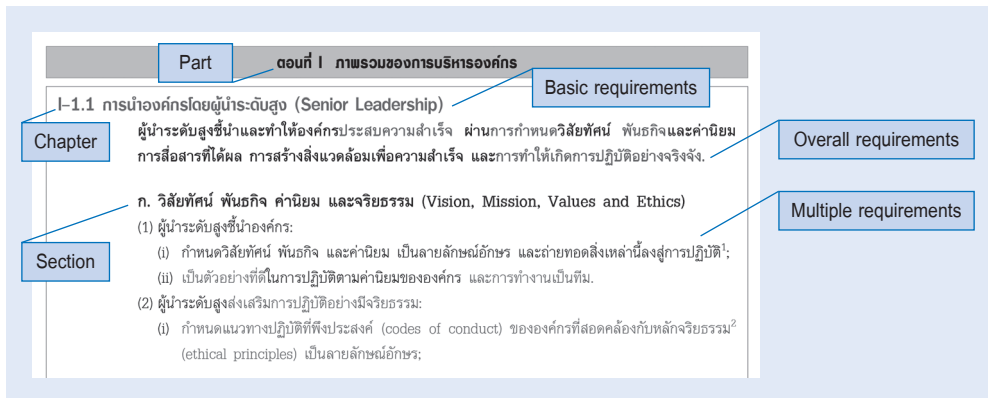 Part
ตอนที่ I ภาพรวมของการบริหารองค์กร
Basic requirements
I-1.1 การนำองค์กรโดยผู้นำระดับสูง (Senior Leadership)
Chapter
ผู้นำระดับสูงชี้นำและทำให้องค์กรประสบความสำเร็จ ผ่านการกำหนดวิสัยทัศน์ พันธกิจและค่านิยม
Overall requirements
การสื่อสารที่ได้ผล การสร้างสิ่งแวดล้อมเพื่อความสำเร็จ และการทำให้เกิดการปฏิบัติอย่างจริงจัง.
ก. วิสัยทัศน์ พันธกิจ ค่านิยม และจริยธรรม (Vision, Mission, Values and Ethics)
Multiple requirements
(1) ผู้นำระดับสูงชี้นำองค์กร:
Section
(i) กำหนดวิสัยทัศน์ พันธกิจ และค่านิยม เป็นลายลักษณ์อักษร และถ่ายทอดสิ่งเหล่านี้ลงสู่การปฏิบัติ¹;
(ii) เป็นตัวอย่างที่ดีในการปฏิบัติตามค่านิยมขององค์กร และการทำงานเป็นทีม.
(2) ผู้นำระดับสูงส่งเสริมการปฏิบัติอย่างมีจริยธรรม:
(i) กำหนดแนวทางปฏิบัติที่พึงประสงค์ (codes of conduct) ขององค์กรที่สอดคล้องกับหลักจริยธรรม²
(ethical principles) เป็นลายลักษณ์อักษร;